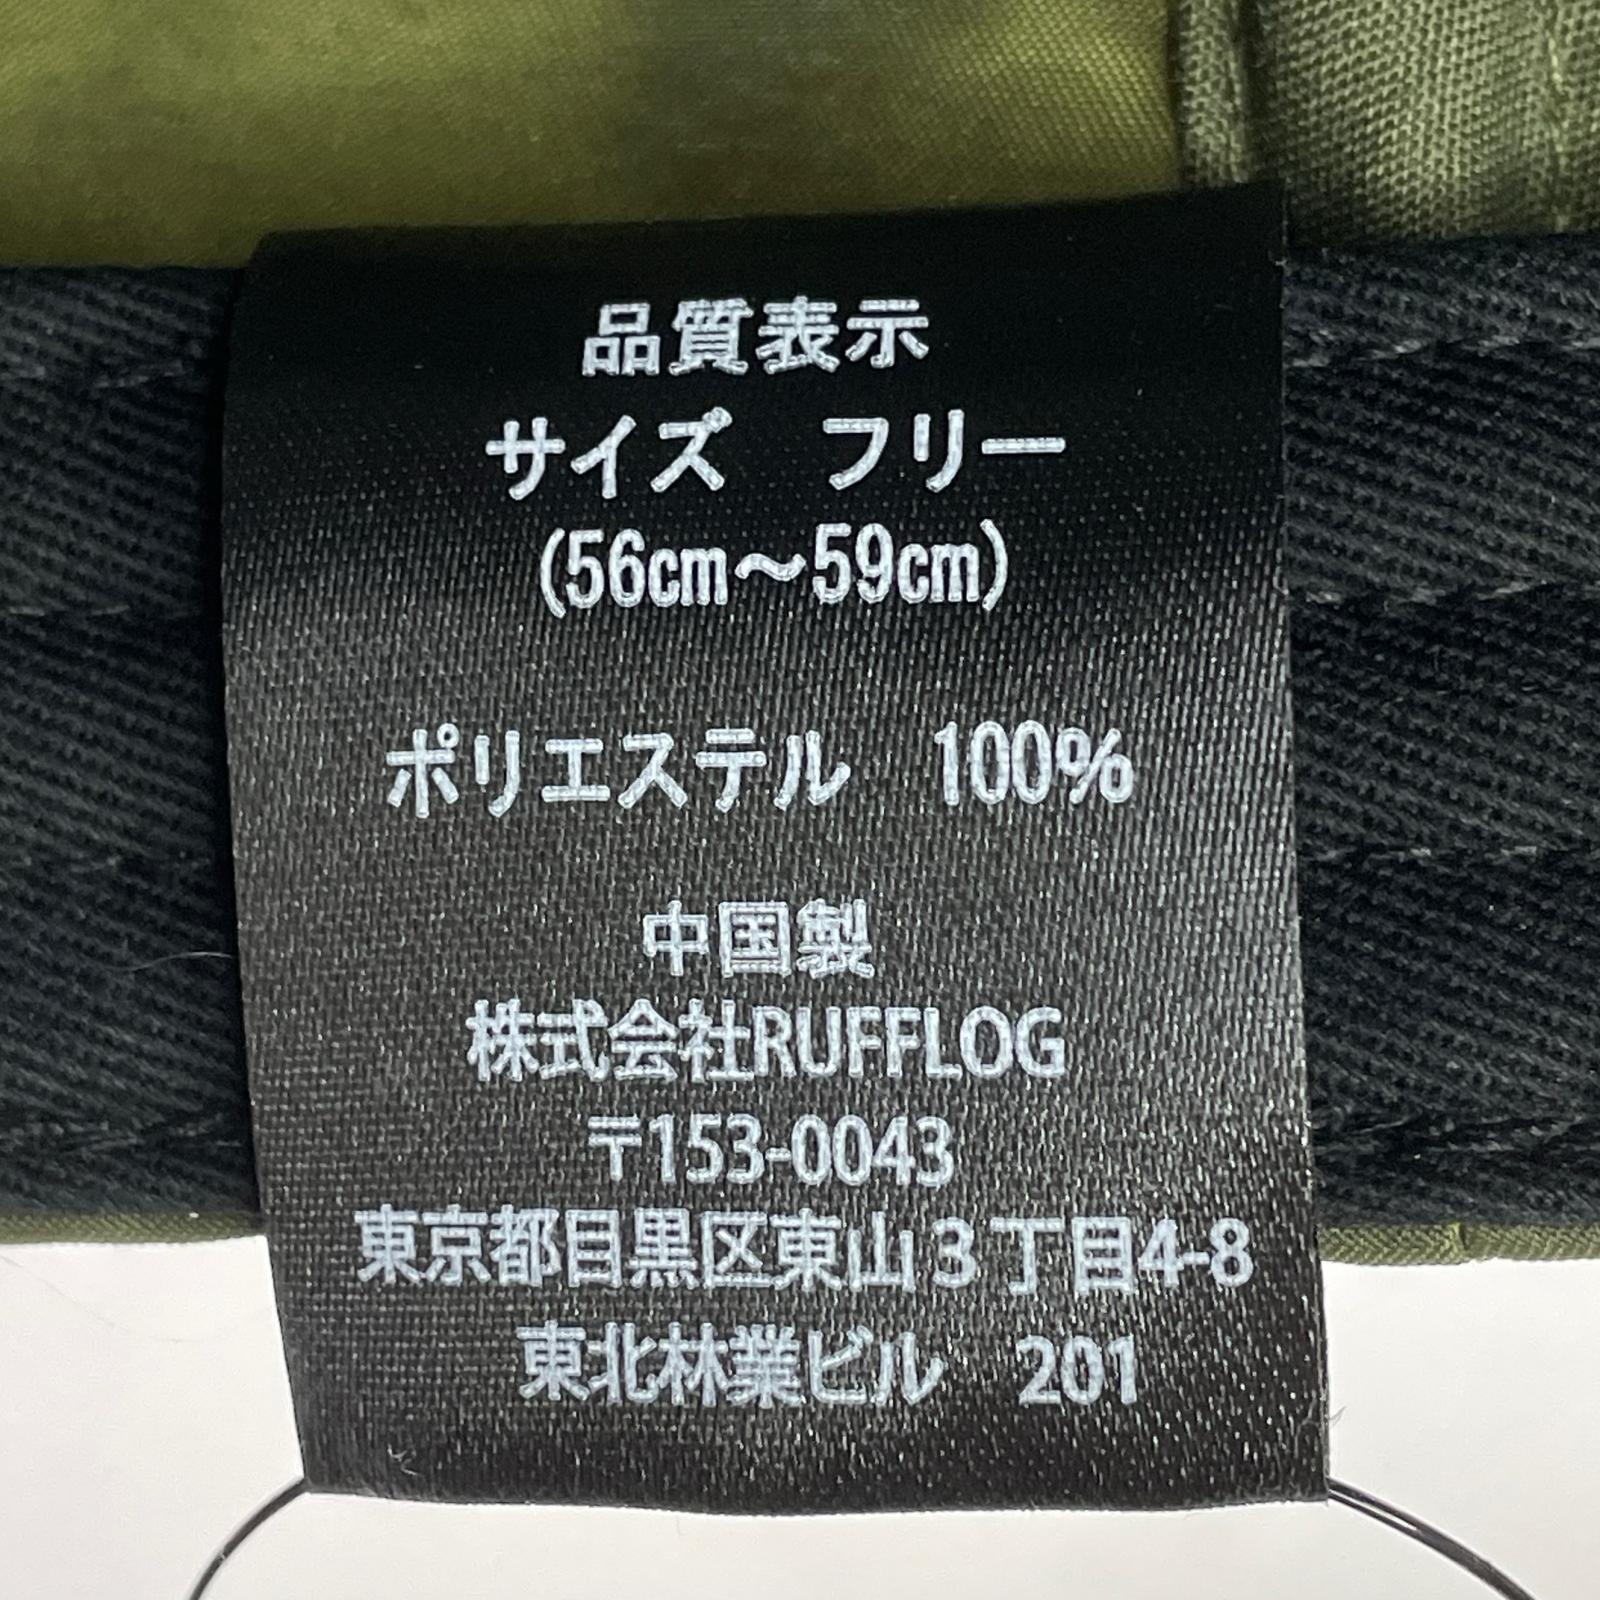 品質表示
サイズ　フリー
(56cm～59cm)
ポリエステル　100%
中国製
株式会社RUFFLOG
〒153-0043
東京都目黒区東山3丁目4-8
東北林業ビル　201